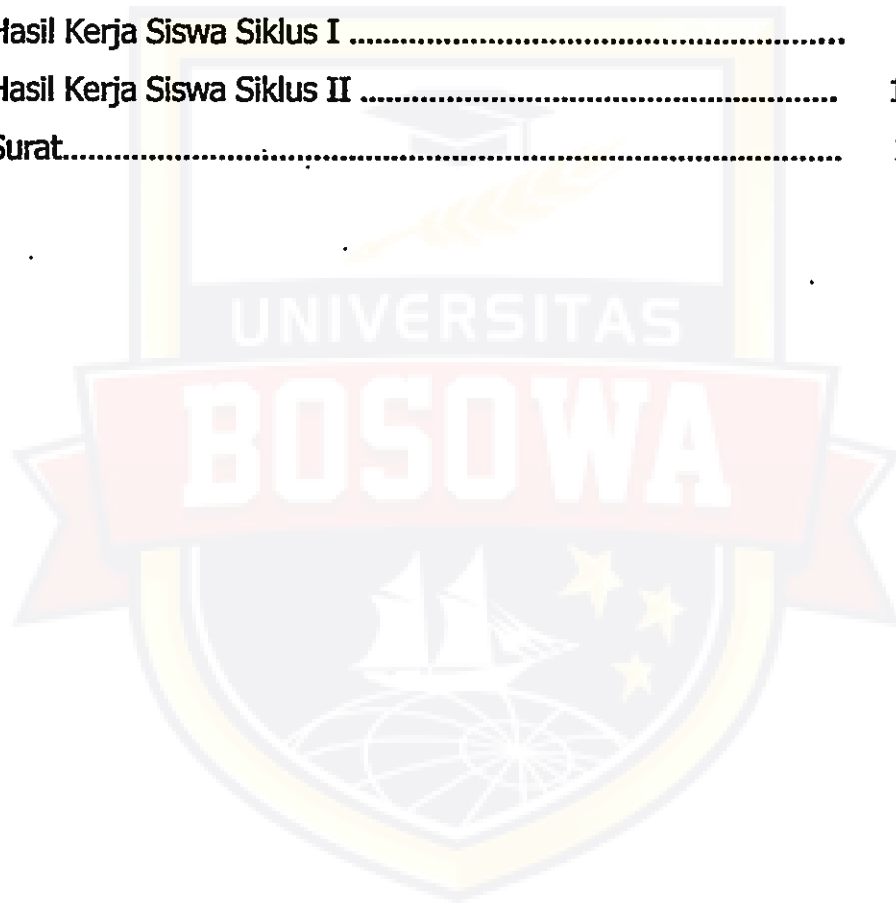 Hasil Kerja Siswa Siklus I ..........................................................
Hasil Kerja Siswa Siklus II ........................................................
Surat...........................................................................................
UNIVERSITAS
BOSOWA